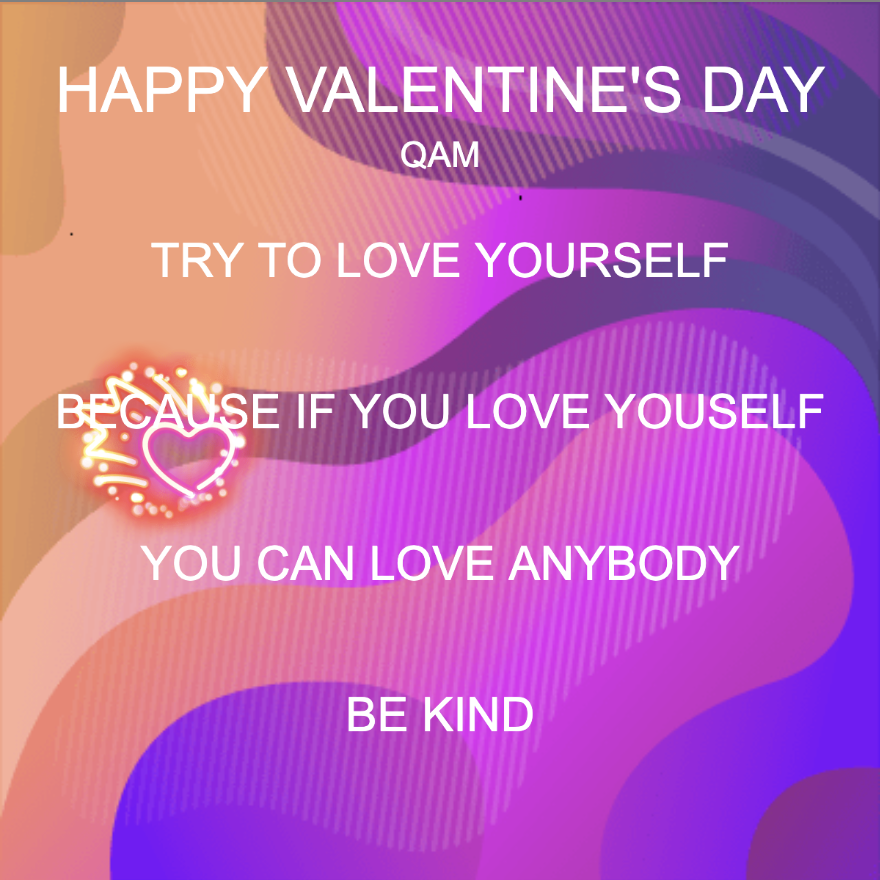 HAPPY VALENTINE'S DAY
QAM
TRY TO LOVE YOURSELF
BECAUSE IF YOU LOVE YOUSELF
YOU CAN LOVE ANYBODY
BE KIND